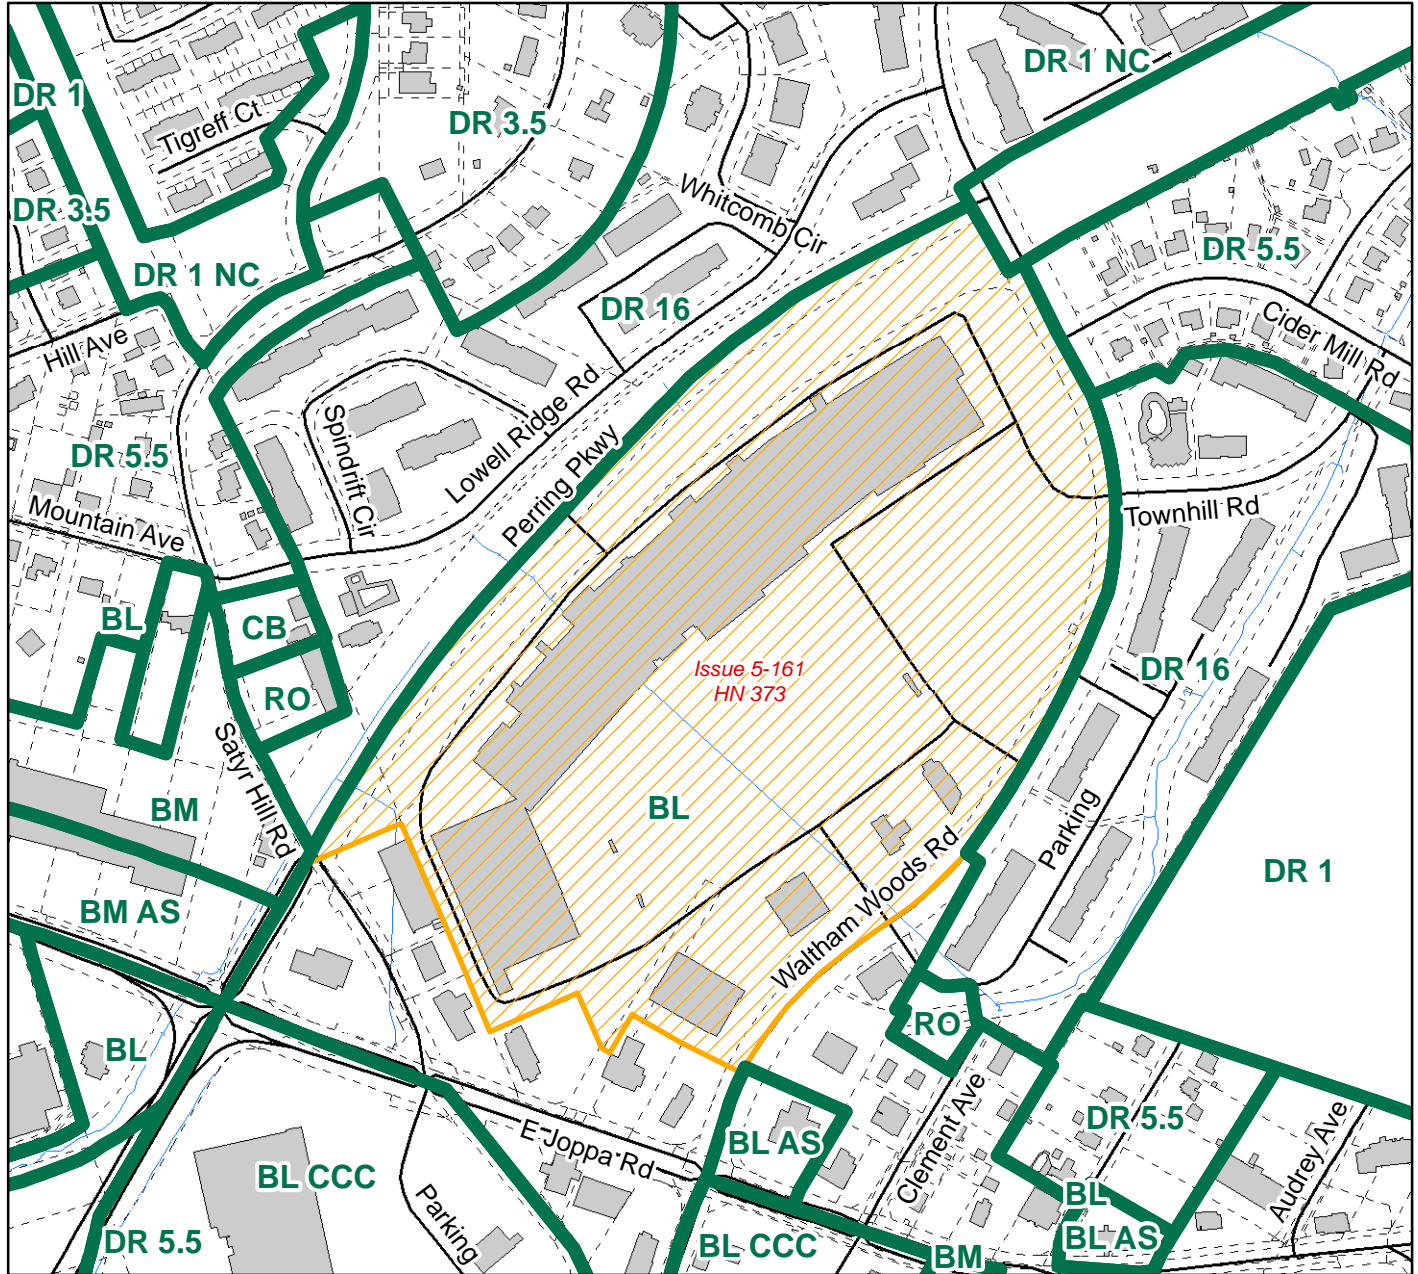 DR 1 NC
DR 1
Tigreff Ct
DR 3.5
Whitcomb Cir
DR 3.5
DR 5.5
DR 1 NC
DR 16
Cider Mill Rd
Hill Ave
Lowell Ridge Rd
Spindrift Cir
Perring Pkwy
DR 5.5
Mountain Ave
Townhill Rd
BL
CB
Issue 5-161
HN 373
DR 16
RO
Satyr Hill Rd
BM
BL
Parking
Waltham Woods Rd
DR 1
BM AS
RO
BL
Clement Ave
DR 5.5
E Joppa Rd
BL AS
Audrey Ave
BL CCC
Parking
BL
BL AS
DR 5.5
BL CCC
BM